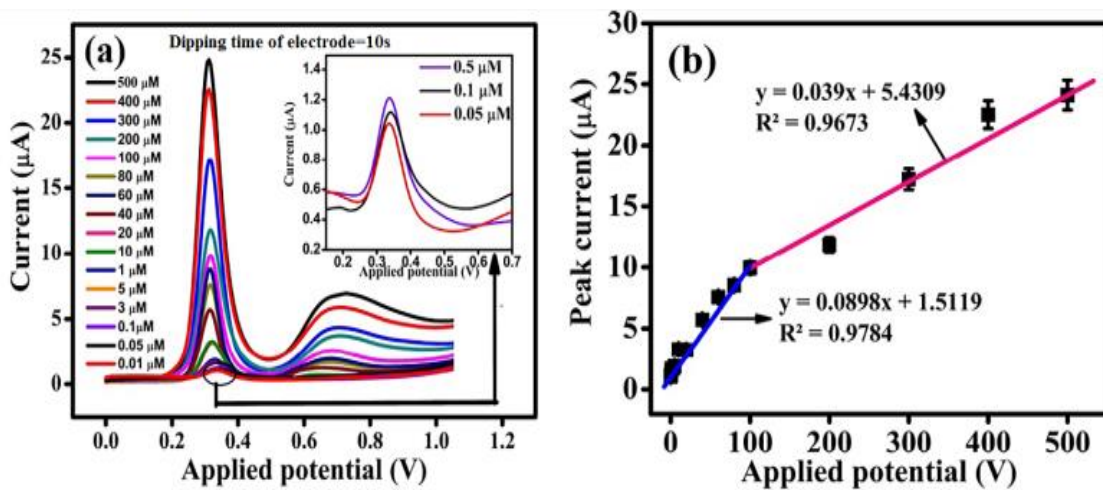 (a)
Dipping time of electrode=10s
500 µM
400 µM
300 µM
200 µM
100 µM
80 µM
60 µM
40 µM
20 µM
10 µM
1 µM
5 µM
3 µM
0.1µM
0.05 µM
0.01 µM
Current (µA)
25
20
15
10
5
0
0.0 0.2 0.4 0.6 0.8 1.0 1.2
Applied potential (V)
0.5 µM
0.1 µM
0.05 µM
Current (µA)
1.4
1.2
1.0
0.8
0.6
0.4
0.2
0.2 0.3 0.4 0.5 0.6 0.7
Applied potential (V)
(b)
y = 0.039x + 5.4309
R² = 0.9673
y = 0.0898x + 1.5119
R² = 0.9784
Peak current (µA)
30
25
20
15
10
5
0
0 100 200 300 400 500
Applied potential (V)